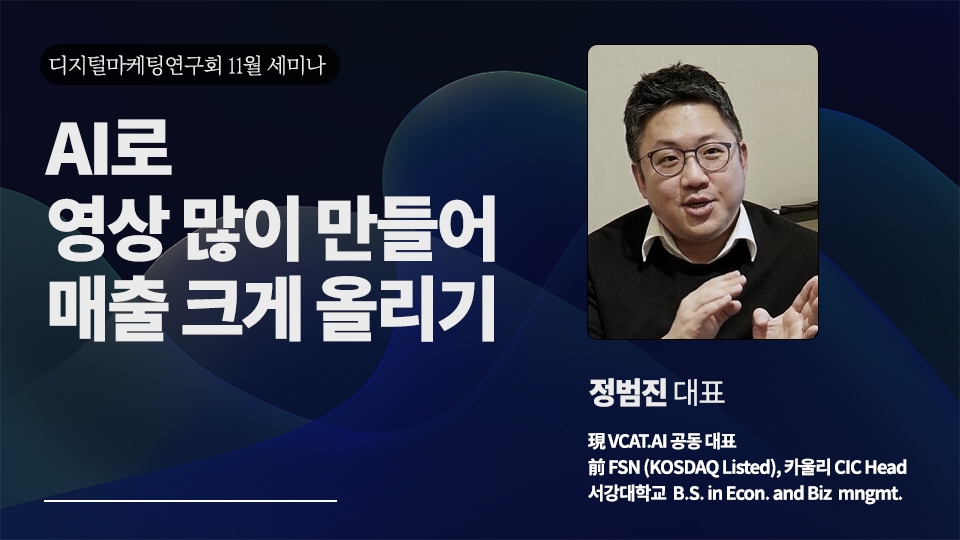 디지털마케팅연구회 11월 세미나
AI로
영상 많이 만들어
매출 크게 올리기
정범진 대표
現 VCAT.AI 공동 대표
前 FSN (KOSDAQ Listed), 카울리 CIC Head
서강대학교 B.S. in Econ. and Biz mngmt.